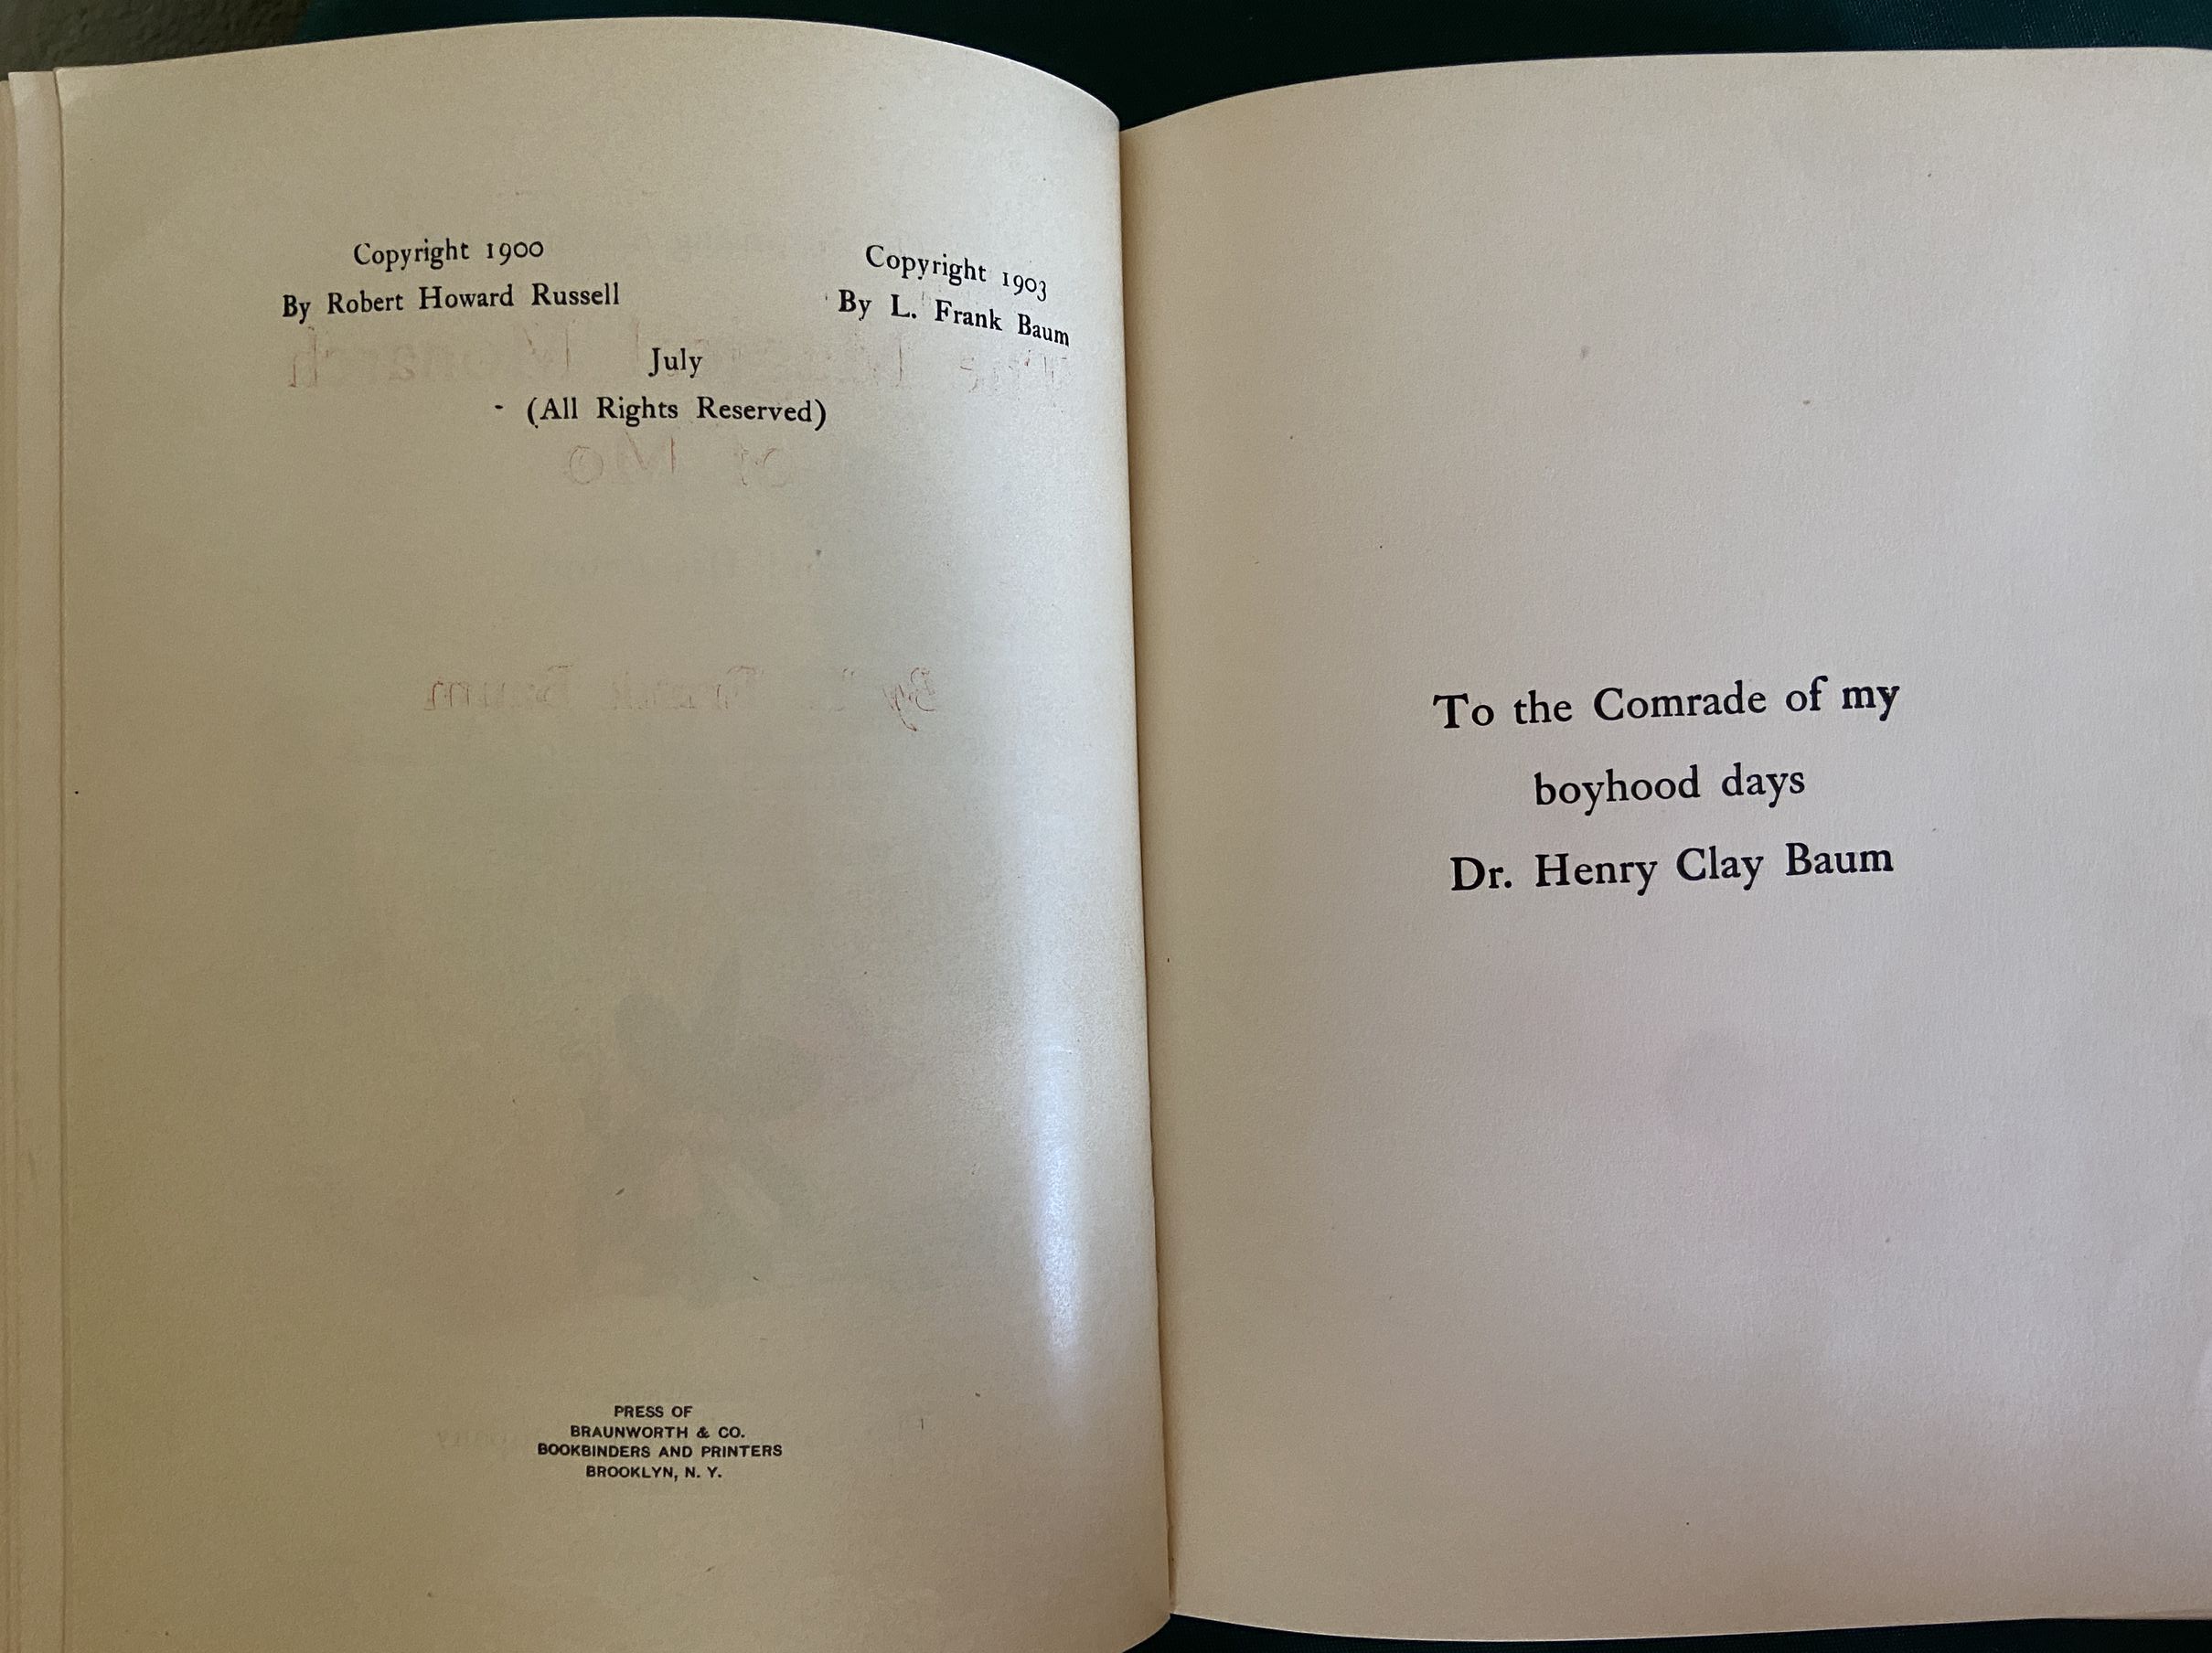 Copyright 1900
By Robert Howard Russell
Copyright 1903
By L. Frank Baum
July
- (All Rights Reserved)
PRESS OF
BRAUNWORTH & CO.
BOOKBINDERS AND PRINTERS
BROOKLYN, N. Y.
To the Comrade of my
boyhood days
Dr. Henry Clay Baum